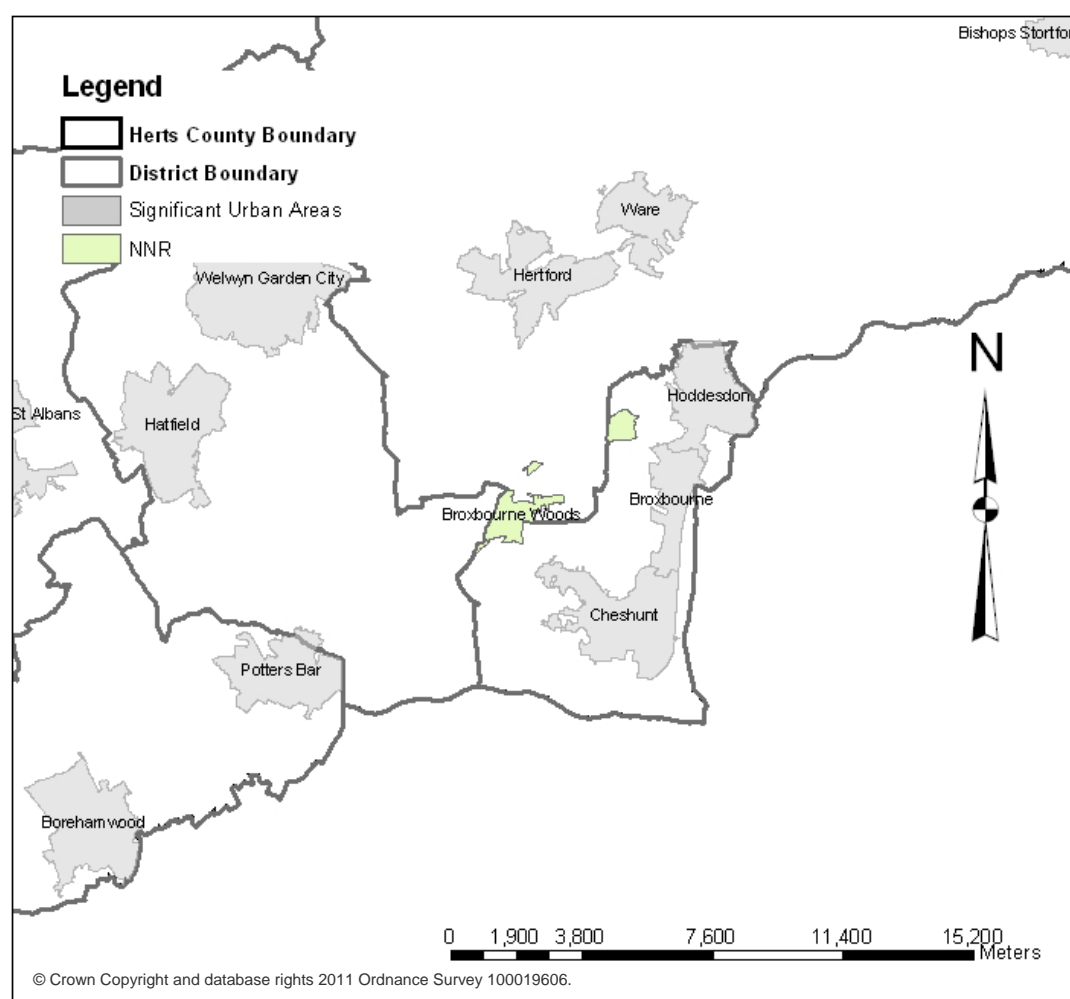 Bishops Stortfor
Legend
Herts County Boundary
District Boundary
Significant Urban Areas
NNR
Ware
Welwyn Garden City
Hertford
N
Hoddesdon
St Albans
Hatfield
Broxbourne
Broxbourne Woods
Cheshunt
Potters Bar
Borehamwood
0 1,900 3,800 7,600 11,400 15,200
Meters
© Crown Copyright and database rights 2011 Ordnance Survey 100019606.